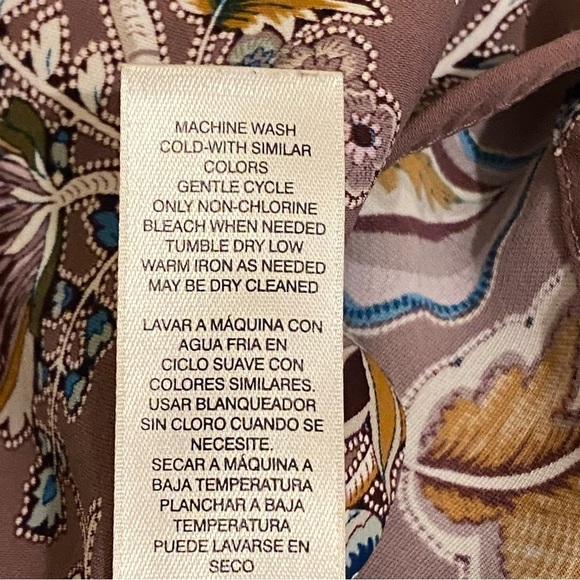 MACHINE WASH
COLD-WITH SIMILAR
COLORS
GENTLE CYCLE
ONLY NON-CHLORINE
BLEACH WHEN NEEDED
TUMBLE DRY LOW
WARM IRON AS NEEDED
MAY BE DRY CLEANED
LAVAR A MÁQUINA CON
AGUA FRIA EN
CICLO SUAVE CON
COLORES SIMILARES.
USAR BLANQUEADOR
SIN CLORO CUANDO SE
NECESITE.
SECAR A MÁQUINA A
BAJA TEMPERATURA
PLANCHAR A BAJA
TEMPERATURA
PUEDE LAVARSE EN
SECO